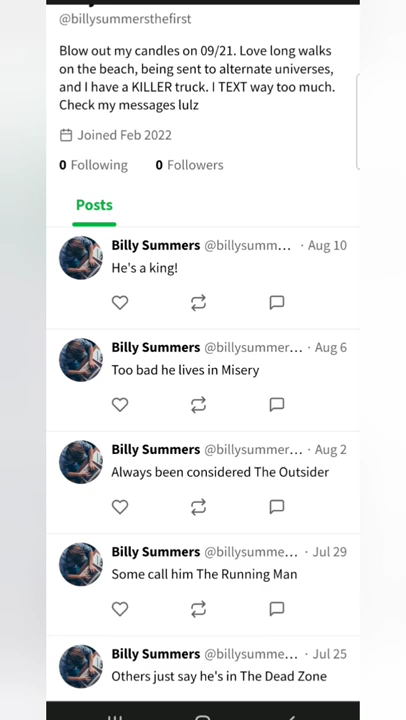 @billysummersthefirst
Blow out my candles on 09/21. Love long walks
on the beach, being sent to alternate universes,
and I have a KILLER truck. I TEXT way too much.
Check my messages lulz
Joined Feb 2022
0 Following 0 Followers
Posts
Billy Summers @billysumm... · Aug 10
He's a king!
Billy Summers @billysummer... · Aug 6
Too bad he lives in Misery
Billy Summers @billysummer... · Aug 2
Always been considered The Outsider
Billy Summers @billysumme... · Jul 29
Some call him The Running Man
Billy Summers @billysumme... · Jul 25
Others just say he's in The Dead Zone